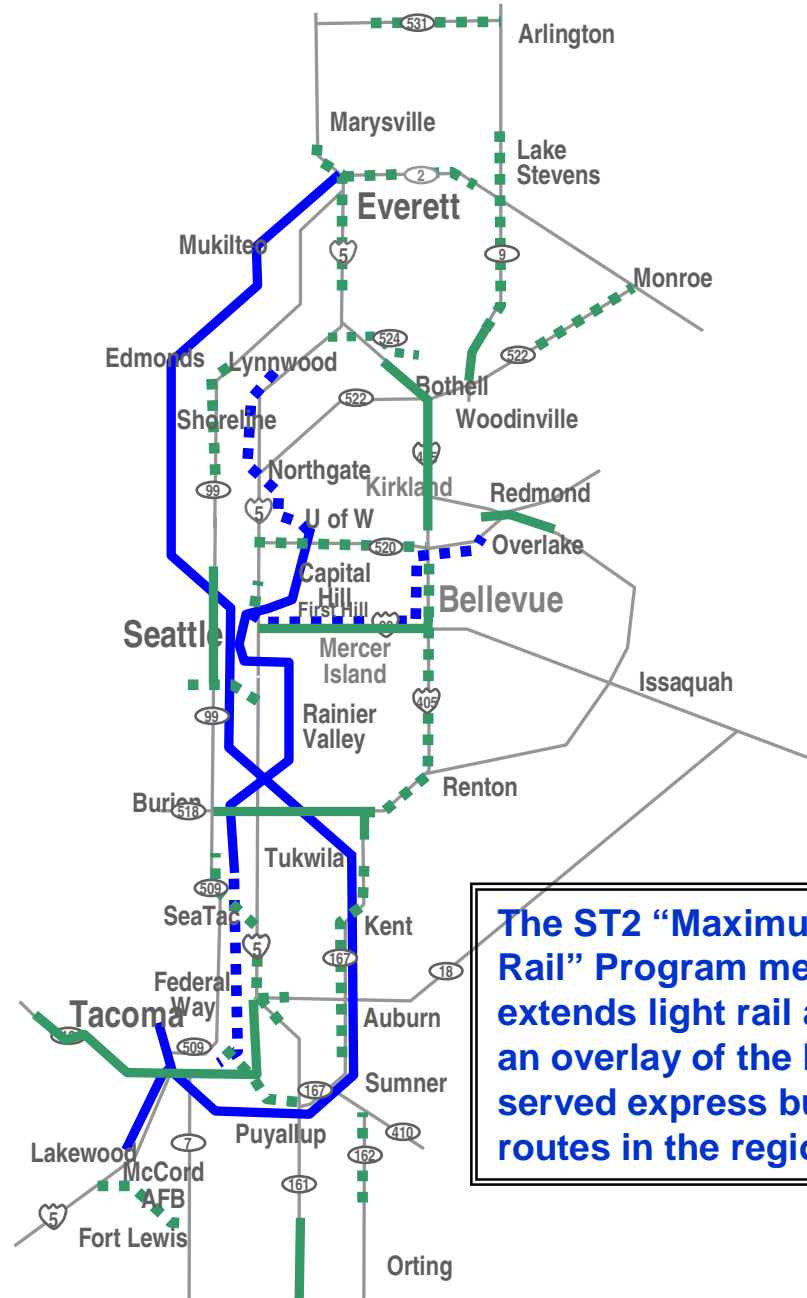 531
Arlington
Marysville
Lake
Stevens
2
Everett
Mukilteo
5
9
Monroe
524
Edmonds
Lynnwood
522
Bothell
522
Woodinville
Shoreline
Northgate
Kirkland
Redmond
99
5
U of W
520
Overlake
Capital
Hill
First Hill
Bellevue
Seattle
Mercer
Island
Issaquah
99
Rainier
Valley
405
Renton
Burien
518
Tukwila
509
SeaTac
Kent
5
167
18
Federal
Way
Tacoma
Auburn
509
Sumner
167
Puyallup
410
7
162
Lakewood
McCord
AFB
161
5
Fort Lewis
Orting
The ST2 “Maximu
Rail” Program me
extends light rail a
an overlay of the
served express bu
routes in the regio